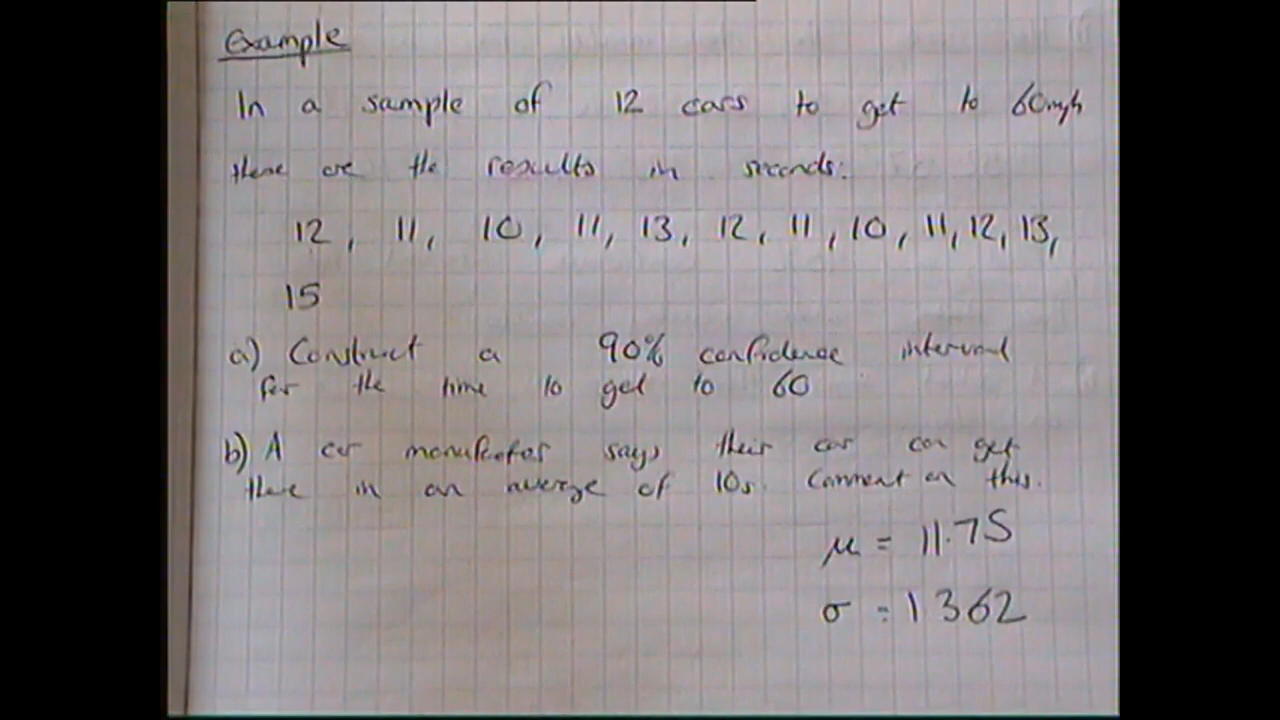 Example
In a sample of 12 cars to get to 60mph
these are the results in seconds:
12, 11, 10, 11, 13, 12, 11, 10, 11, 12, 13,
15
a) Construct a 90% confidence interval
for the time to get to 60
b) A car says their car can get
there in an average of 10s. Comment on this.
μ = 11.75
σ = 1.362